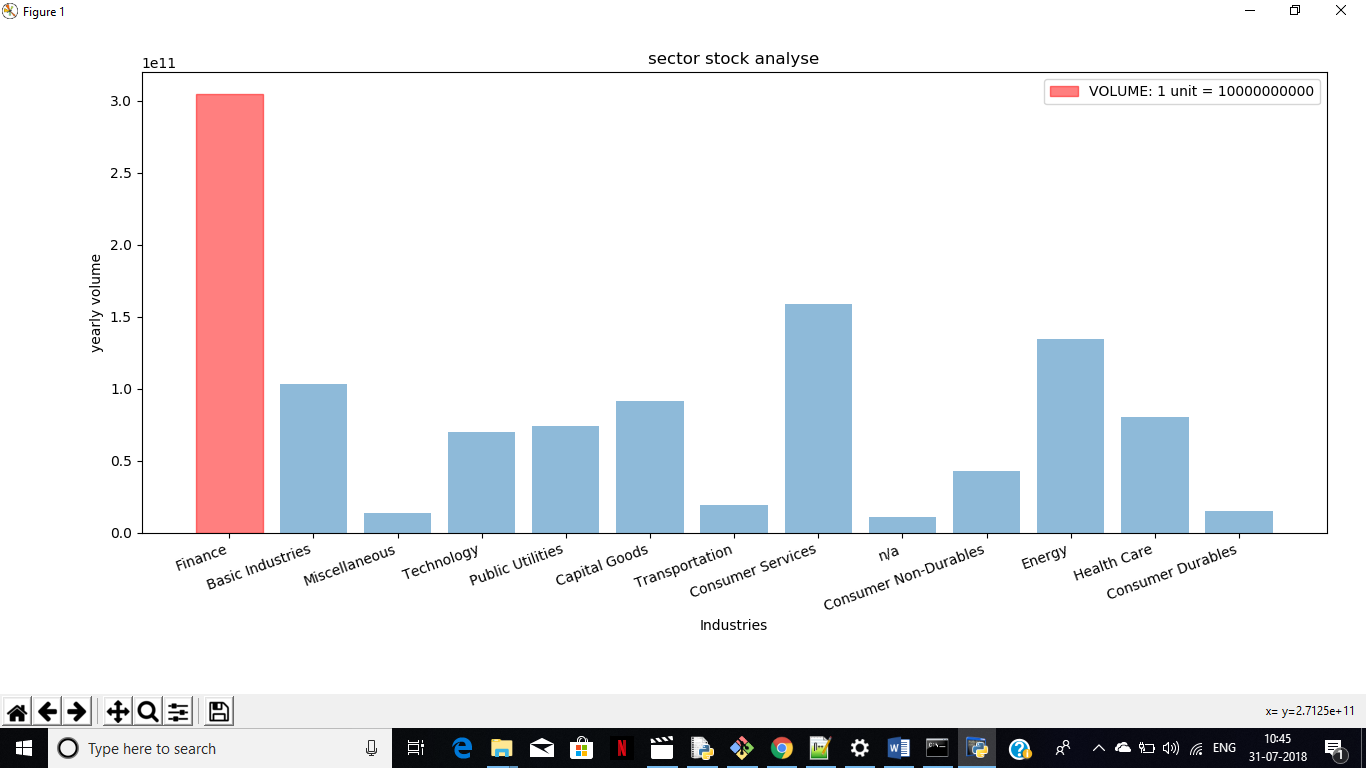 Figure 1
sector stock analyse
1e11
VOLUME: 1 unit = 10000000000
3.0
2.5
2.0
1.5
1.0
0.5
0.0
yearly volume
Finance
Basic Industries
Miscellaneous
Technology
Public Utilities
Capital Goods
Transportation
Consumer Services
n/a
Consumer Non-Durables
Energy
Health Care
Consumer Durables
Industries
x= y=2.7125e+11
Type here to search
ENG
10:45
31-07-2018
1